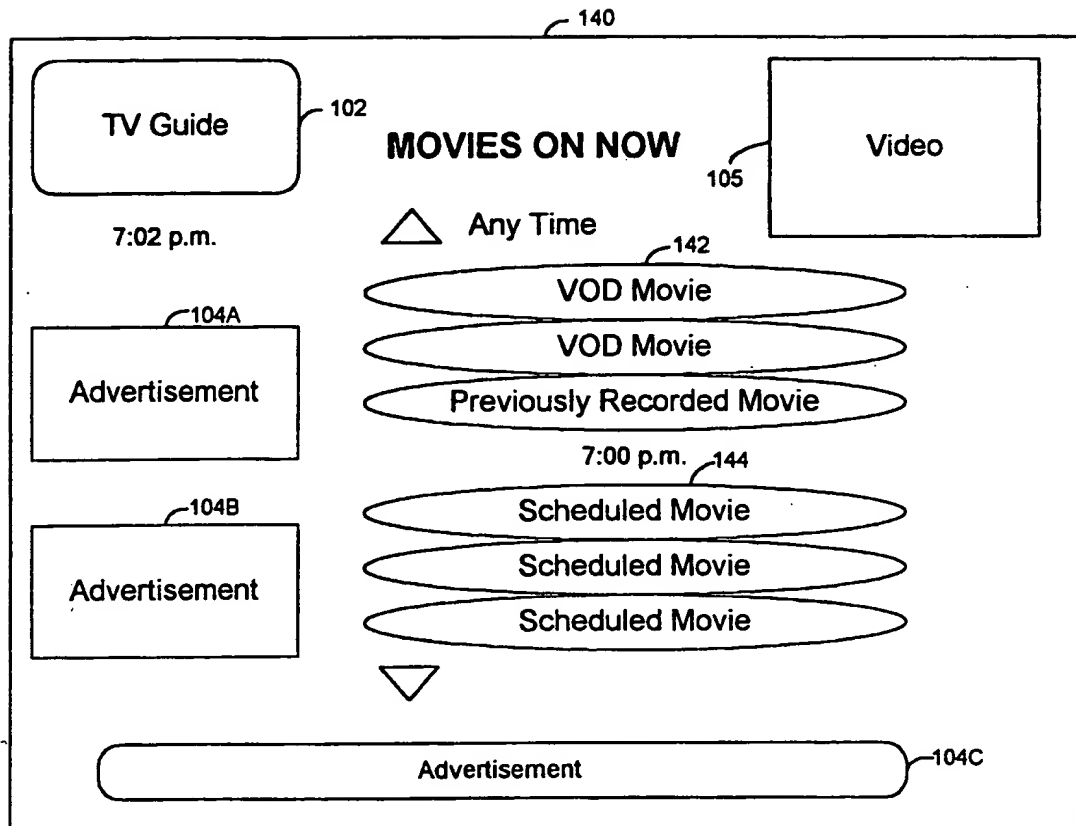 140
TV Guide
102
MOVIES ON NOW
105
Video
7:02 p.m.
Any Time
142
VOD Movie
VOD Movie
Previously Recorded Movie
104A
Advertisement
7:00 p.m.
144
Scheduled Movie
Scheduled Movie
Scheduled Movie
104B
Advertisement
Advertisement
104C